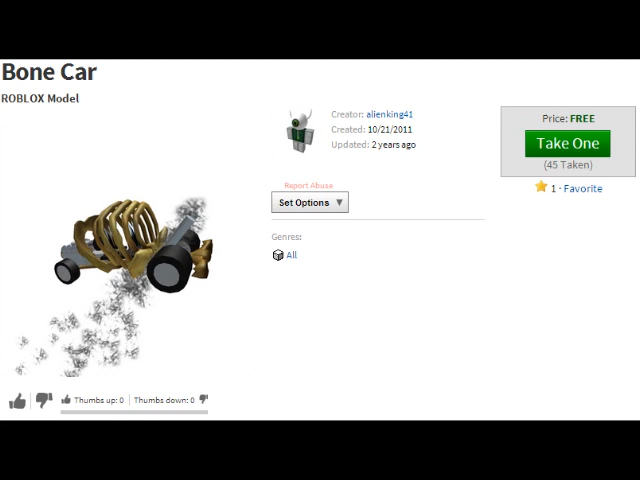 Bone Car
ROBLOX Model
Creator: alienking41
Created: 10/21/2011
Updated: 2 years ago
Report Abuse
Set Options
Genres:
All
Price: FREE
Take One
(45 Taken)
1 · Favorite
Thumbs up: 0 Thumbs down: 0